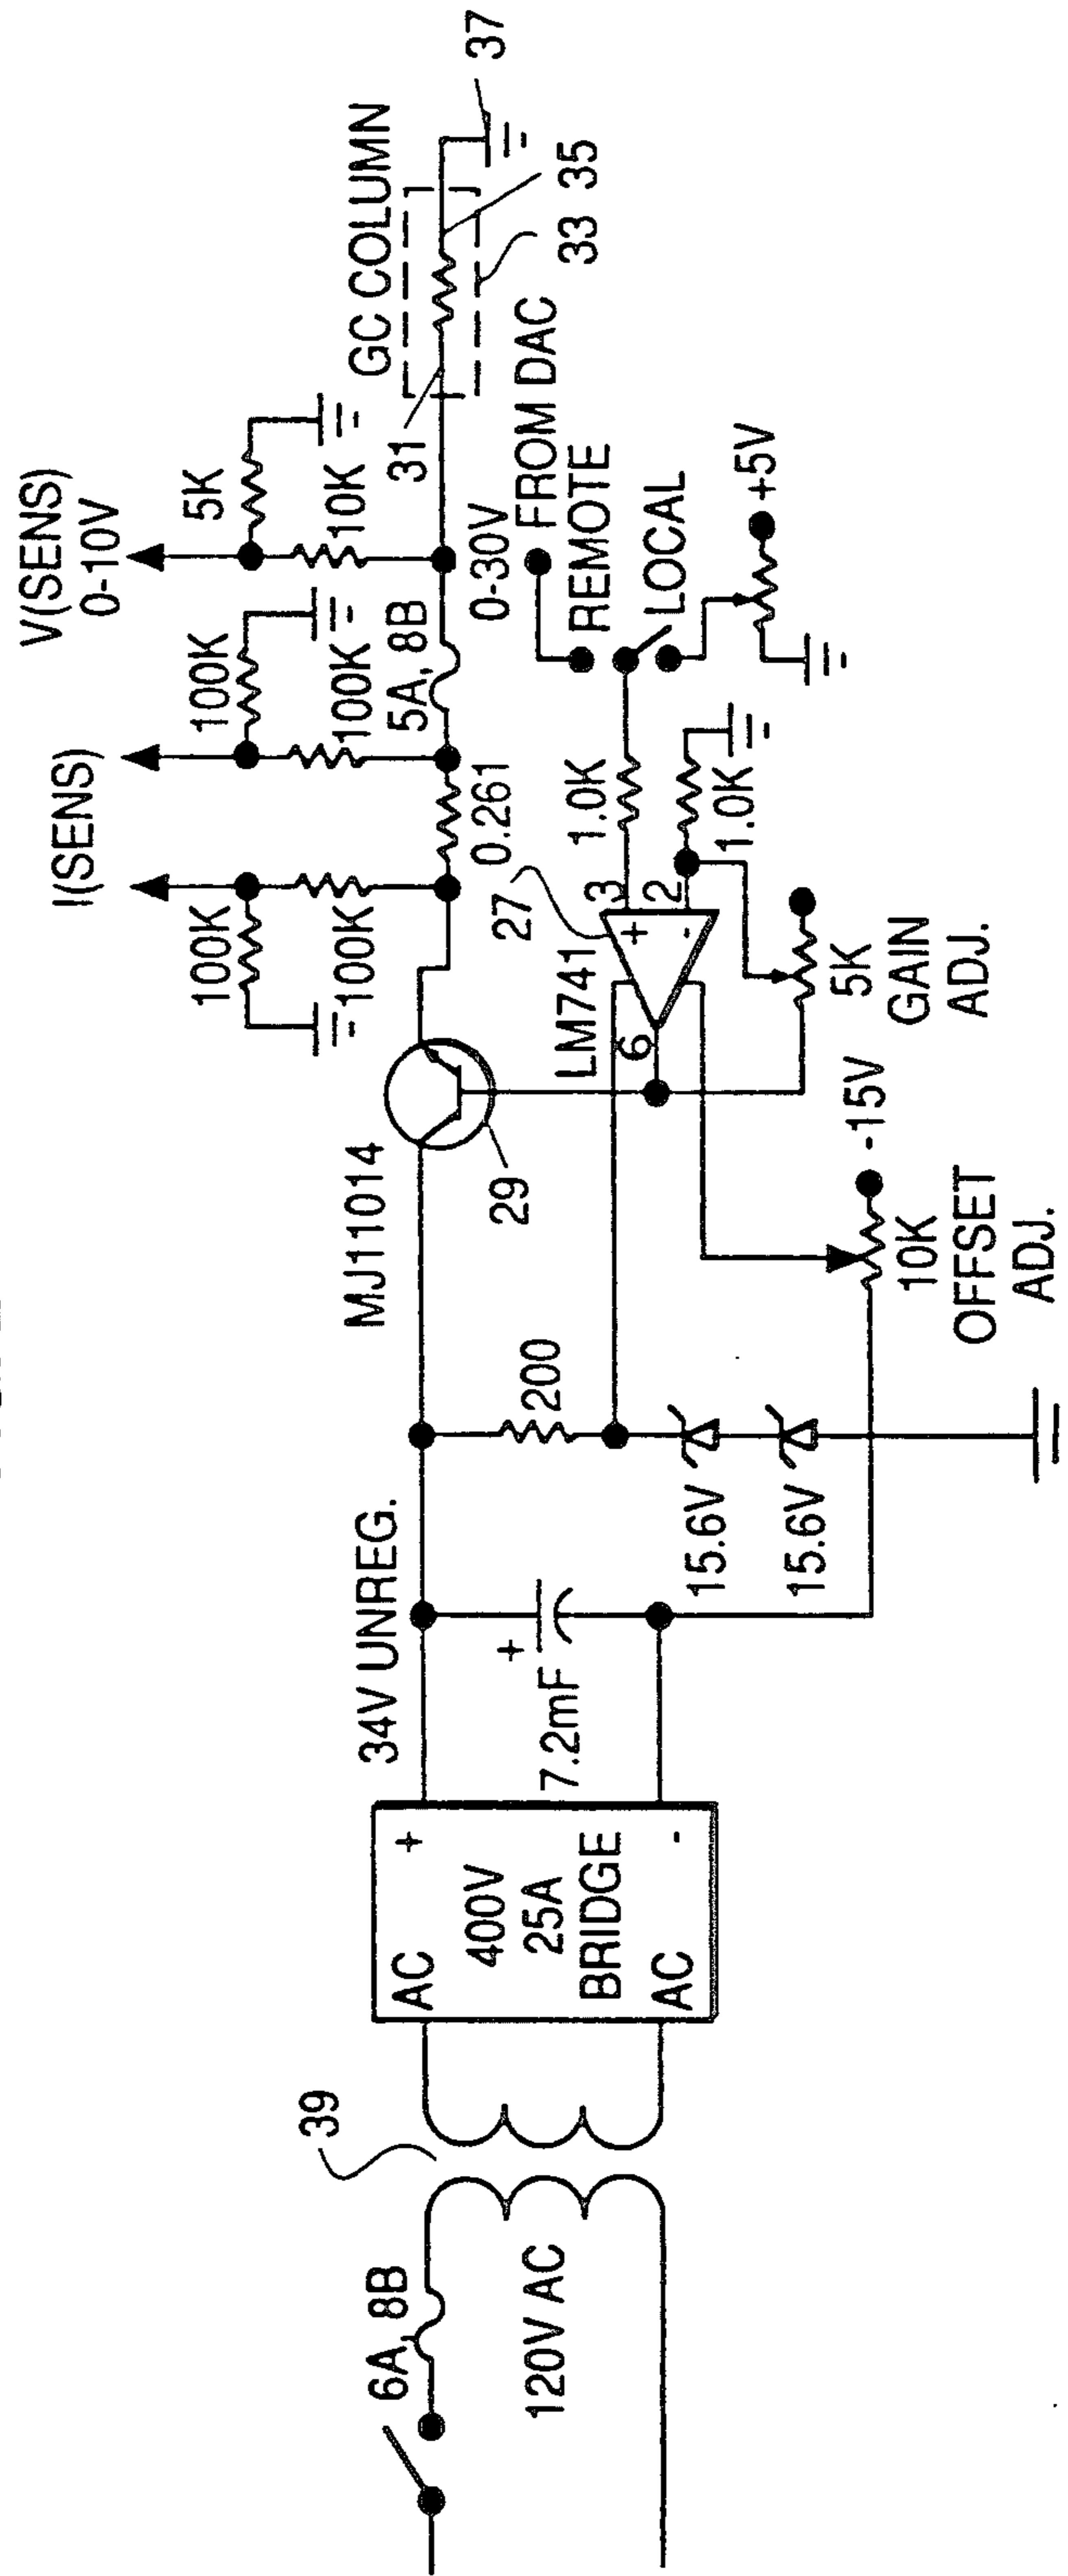 6A, 8B
120V AC
39
AC
+
400V
25A
BRIDGE
AC
-
34V UNREG.
+
7.2mF
200
15.6V
15.6V
MJ11014
29
10K
-15V
OFFSET
ADJ.
LM741
27
6
+
3
-
2
5K
GAIN
ADJ.
1.0K
1.0K
I(SENS)
100K
100K
0.261
100K
100K
5A, 8B
V(SENS)
0-10V
5K
10K
0-30V
FROM DAC
REMOTE
LOCAL
+5V
GC COLUMN
31
33
35
37